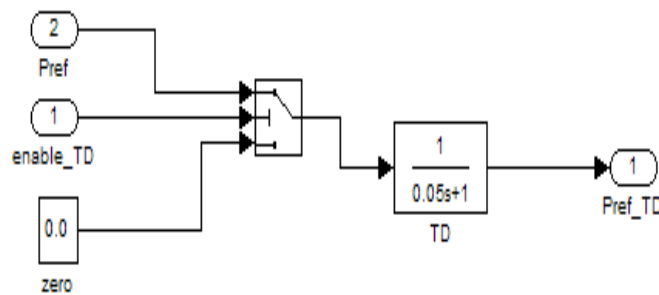 2
Pref
1
enable_TD
0.0
zero
1
0.05s+1
TD
1
Pref_TD